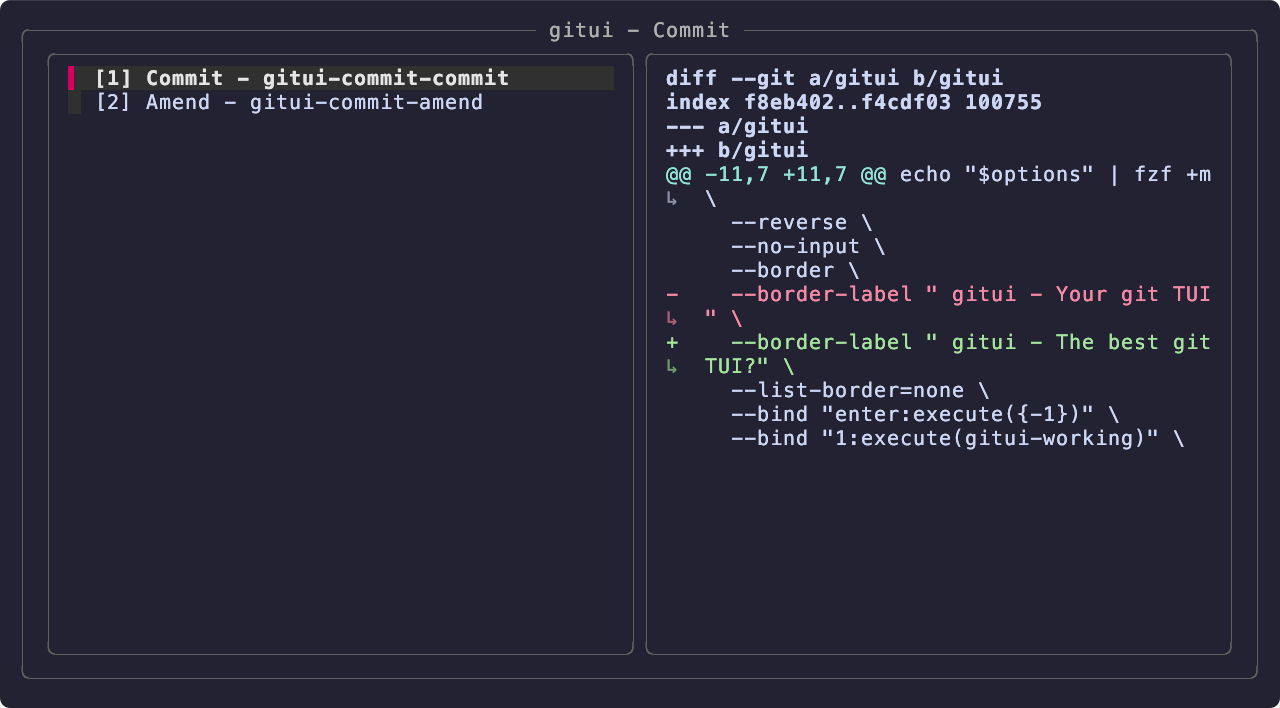 gitui – Commit
[1] Commit – gitui-commit-commit
[2] Amend – gitui-commit-amend
diff --git a/gitui b/gitui
index f8eb402..f4cdf03 100755
--- a/gitui
+++ b/gitui
@@ -11,7 +11,7 @@ echo "$options" | fzf +m
↳  \
     --reverse \
     --no-input \
     --border \
-    --border-label " gitui – Your git TUI
↳  " \
+    --border-label " gitui – The best git
↳  TUI?" \
     --list-border=none \
     --bind "enter:execute({-1})" \
     --bind "1:execute(gitui-working)" \